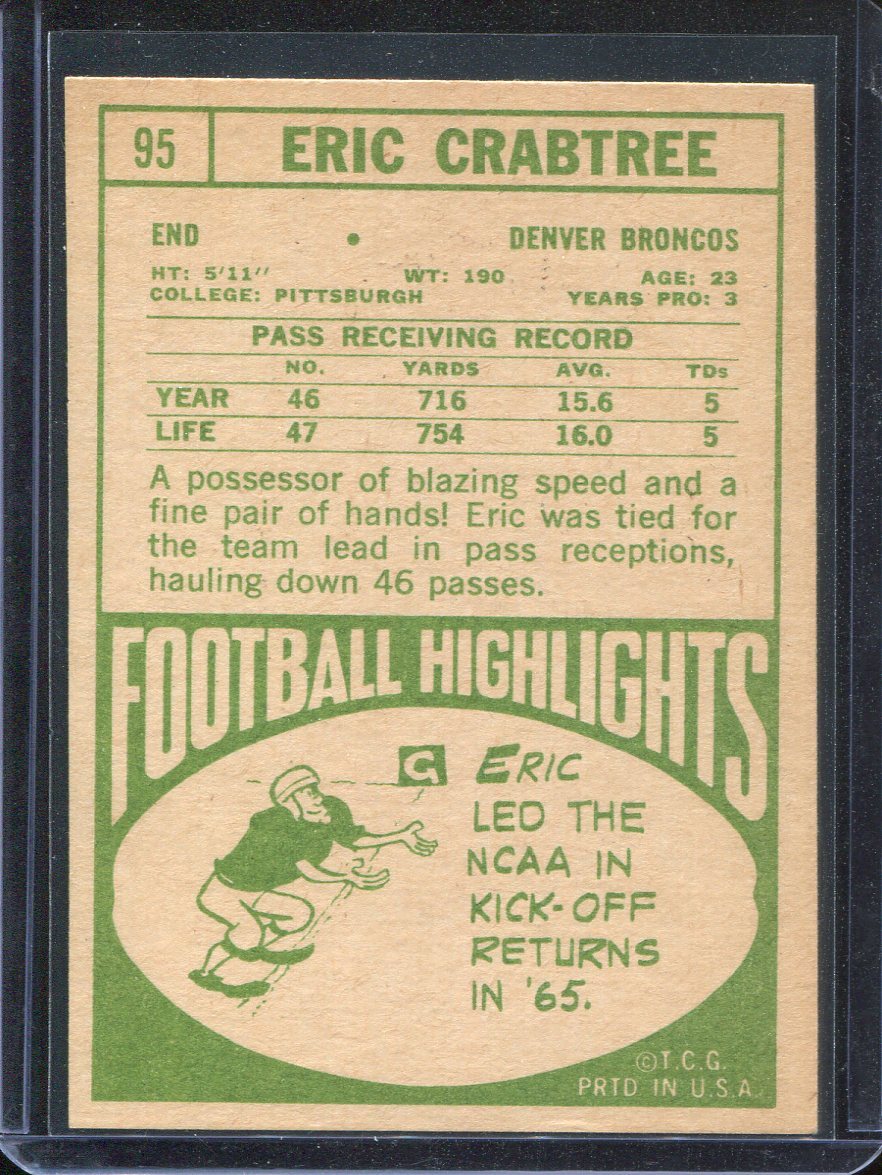 95 ERIC CRABTREE
END • DENVER BRONCOS
HT: 5'11'' WT: 190 AGE: 23
COLLEGE: PITTSBURGH YEARS PRO: 3
PASS RECEIVING RECORD
NO. YARDS AVG. TDs
YEAR 46 716 15.6 5
LIFE 47 754 16.0 5
A possessor of blazing speed and a
fine pair of hands! Eric was tied for
the team lead in pass receptions,
hauling down 46 passes.
FOOTBALL HIGHLIGHTS
G ERIC
LED THE
NCAA IN
KICK-OFF
RETURNS
IN '65.
©T.C.G.
PRTD IN U.S.A.